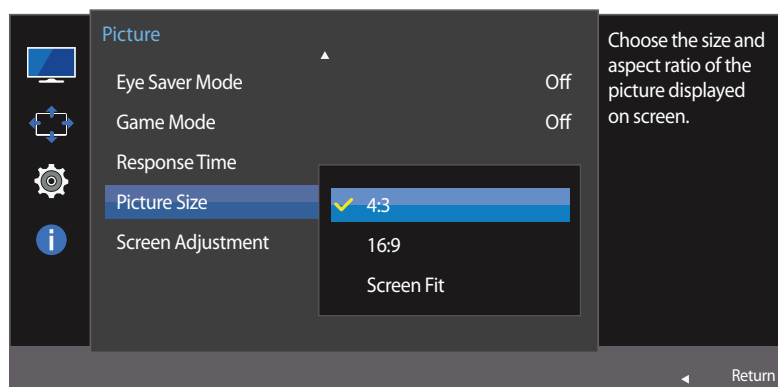 Picture
Eye Saver Mode Off
Game Mode Off
Response Time
Picture Size
Screen Adjustment
4:3
16:9
Screen Fit
Choose the size and
aspect ratio of the
picture displayed
on screen.
Return